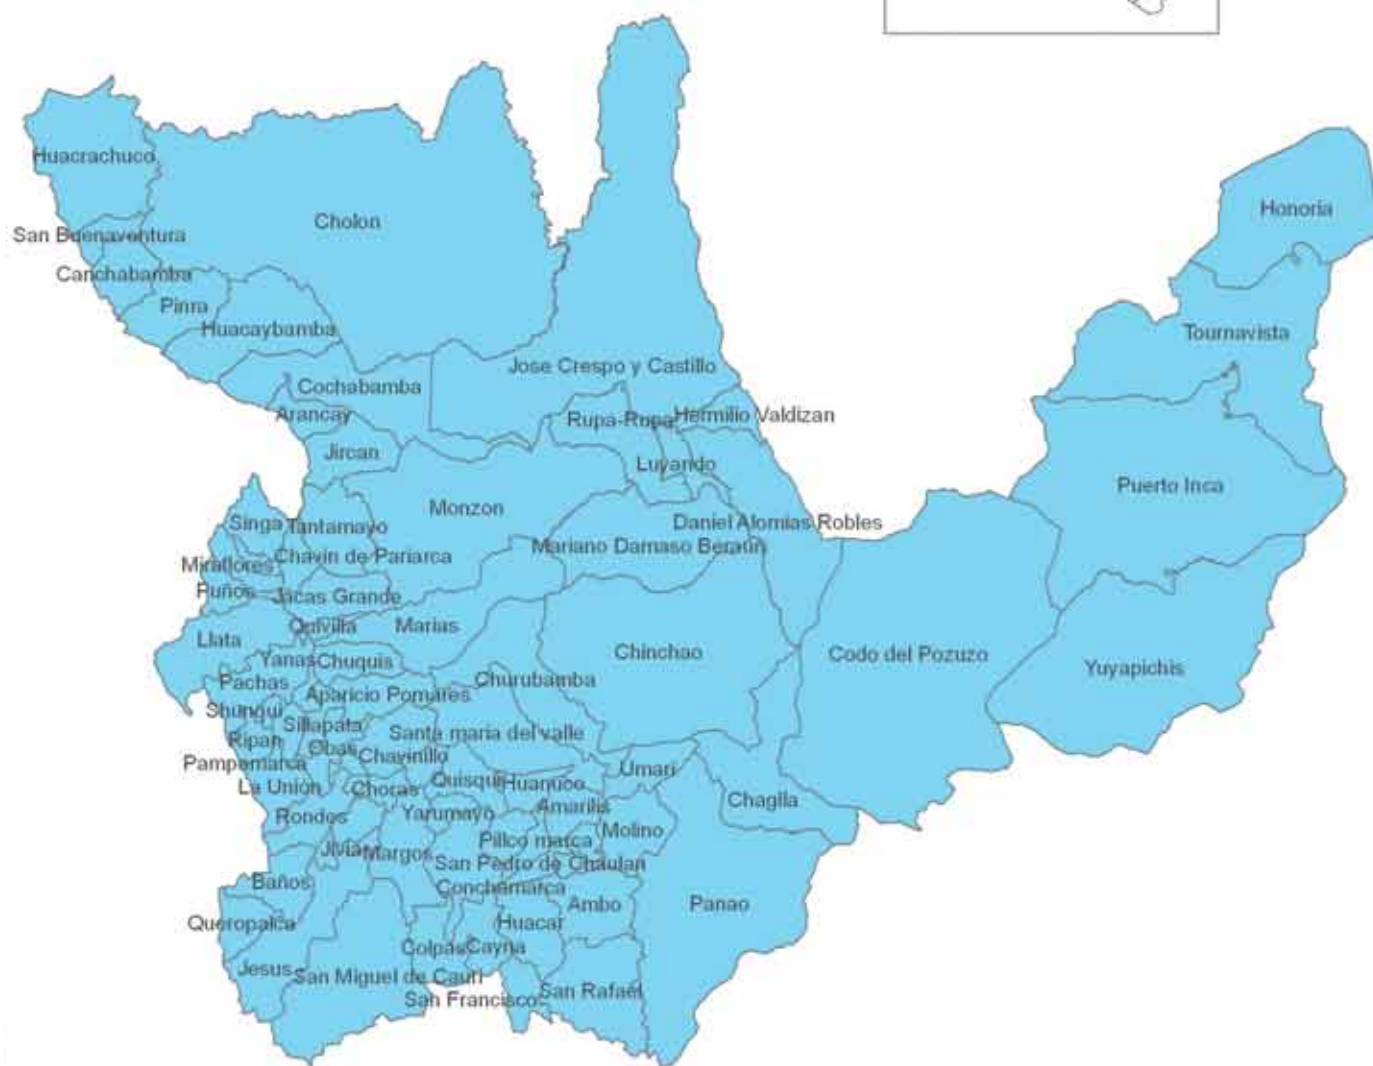 Huacrachuco
Honoria
Cholon
San Buenaventura
Canchabamba
Pinra
Huacaybamba
Tournavista
Jose Crespo y Castillo
Cochabamba
Arancay
Rupa-Rupa
Hermilio Valdizan
Jircan
Luyando
Puerto Inca
Monzon
Singa
Tantamayo
Daniel Alomias Robles
Mariano Damaso Beraun
Chavin de Pariarca
Miraflores
Puños
Jacas Grande
Quivilla
Marias
Llata
Chinchao
Codo del Pozuzo
Yuyapichis
Yanas
Chuquis
Pachas
Churubamba
Aparicio Pomares
Shunqui
Sillapata
Santa maria del valle
Ripan
Obas
Chavinillo
Pampamarca
Umari
La Unión
Choras
Quisqui
Huanuco
Chaglla
Amarilis
Rondos
Yarumayo
Molino
Pillco marca
Jivia
Margos
San Pedro de Chaulan
Baños
Conchamarca
Ambo
Panao
Queropalca
Huacar
Colpas
Cayna
Jesus
San Miguel de Cauri
San Francisco
San Rafael